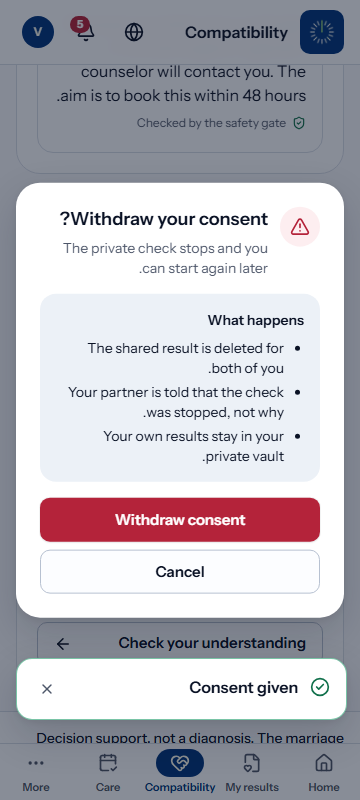 V
5
Compatibility
counselor will contact you. The
aim is to book this within 48 hours.
Checked by the safety gate
Withdraw your consent?
The private check stops and you
can start again later.
What happens
• The shared result is deleted for
both of you.
• Your partner is told that the check
was stopped, not why.
• Your own results stay in your
private vault.
Withdraw consent
Cancel
Check your understanding
Consent given
Decision support, not a diagnosis. The marriage
More
Care
Compatibility
My results
Home